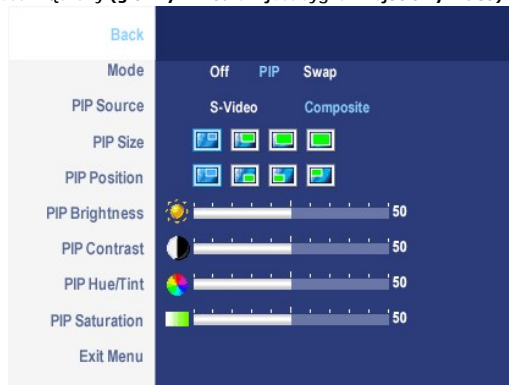 Back
Mode Off PIP Swap
PIP Source S-Video Composite
PIP Size
PIP Position
PIP Brightness 50
PIP Contrast 50
PIP Hue/Tint 50
PIP Saturation 50
Exit Menu